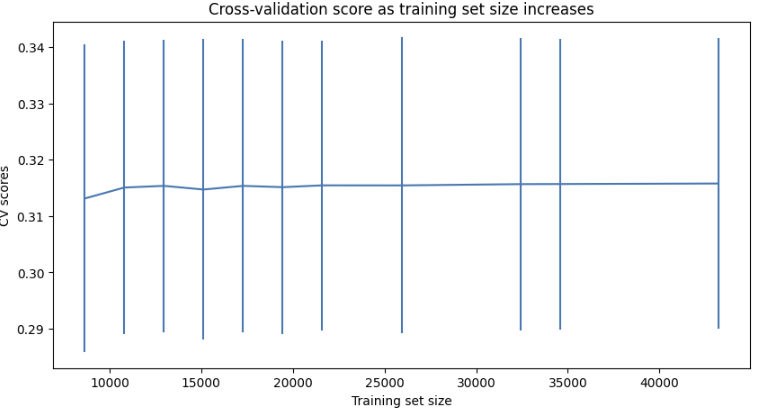 Cross-validation score as training set size increases
0.34
0.33
0.32
0.31
0.30
0.29
CV scores
10000 15000 20000 25000 30000 35000 40000
Training set size